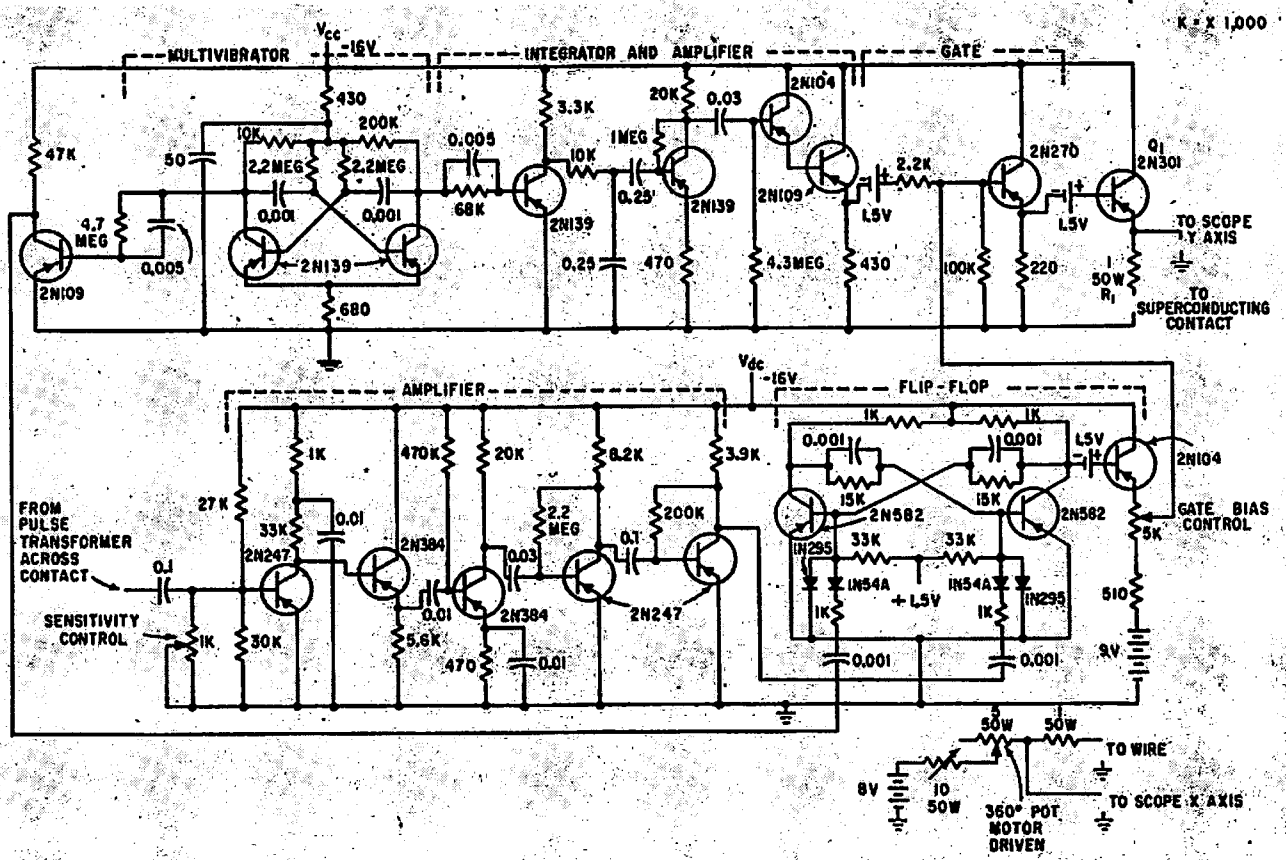 K = X 1,000
VCC
-16V
MULTIVIBRATOR
INTEGRATOR AND AMPLIFIER
GATE
430
10K
200K
47K
50
2.2MEG
2.2MEG
0.001
0.001
4.7
MEG
0.005
2N109
2N139
680
0.005
68K
3.3K
10K
2N139
0.25
0.25
20K
1MEG
0.03
2N139
470
2N104
2N109
4.3MEG
430
1.5V
2.2K
2N270
100K
220
1.5V
Q1
2N301
TO SCOPE
Y AXIS
1
50W
R1
TO
SUPERCONDUCTING
CONTACT
Vdc
-16V
AMPLIFIER
FLIP-FLOP
1K
470K
20K
8.2K
3.9K
27K
33K
0.01
2N247
2N384
0.01
0.03
2.2
MEG
0.1
200K
FROM
PULSE
TRANSFORMER
ACROSS
CONTACT
0.1
SENSITIVITY
CONTROL
1K
30K
5.6K
470
2N384
0.01
2N247
1K
1K
0.001
0.001
1.5V
15K
15K
2N104
2N582
2N582
1N295
33K
33K
1N54A
+1.5V
1N54A
1N295
1K
1K
GATE BIAS
CONTROL
5K
510
9V
0.001
0.001
5
50W
1
50W
TO WIRE
8V
10
50W
360° POT
MOTOR
DRIVEN
TO SCOPE X AXIS